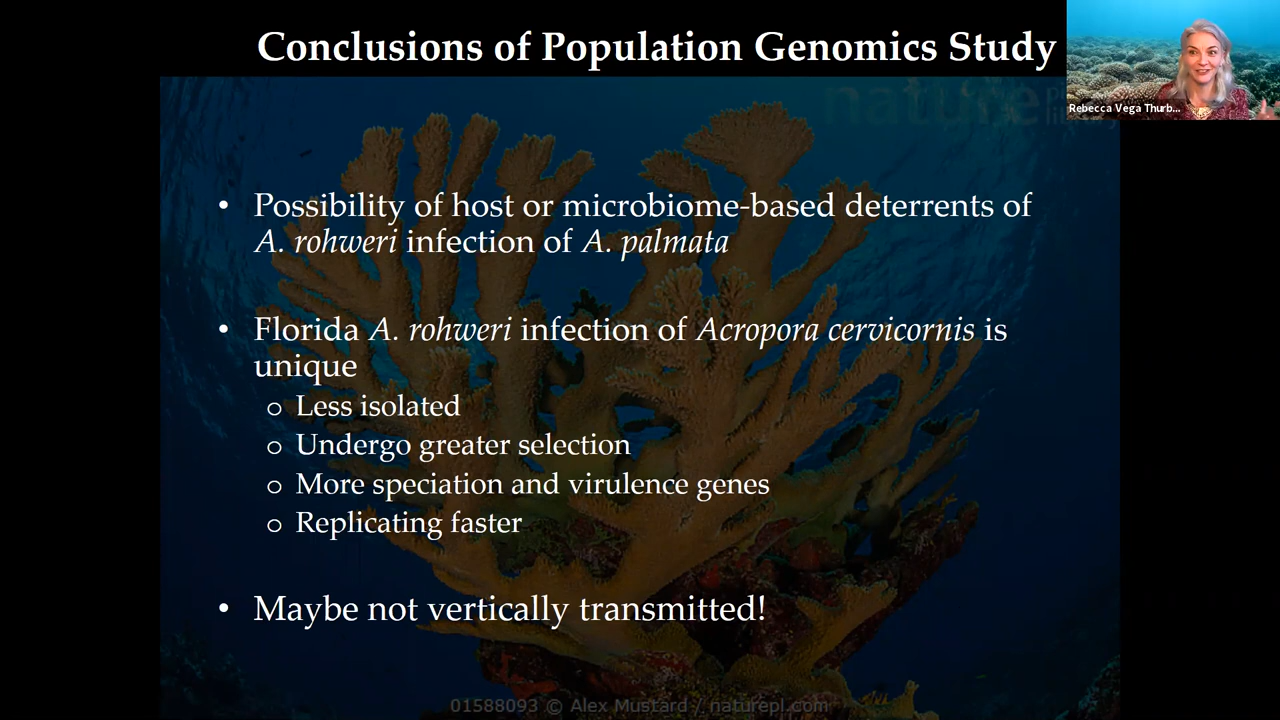 Conclusions of Population Genomics Study
Rebecca Vega Thurb...
nature
• Possibility of host or microbiome-based deterrents of
A. rohweri infection of A. palmata
• Florida A. rohweri infection of Acropora cervicornis is
unique
o Less isolated
o Undergo greater selection
o More speciation and virulence genes
o Replicating faster
• Maybe not vertically transmitted!
01588093 © Alex Mustard / naturepl.com